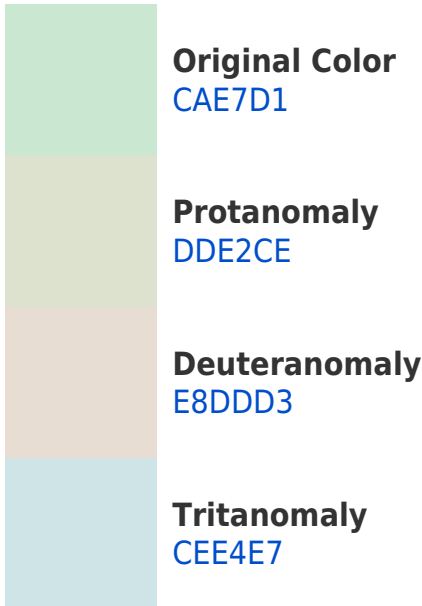 Original Color
CAE7D1
Protanomaly
DDE2CE
Deuteranomaly
E8DDD3
Tritanomaly
CEE4E7